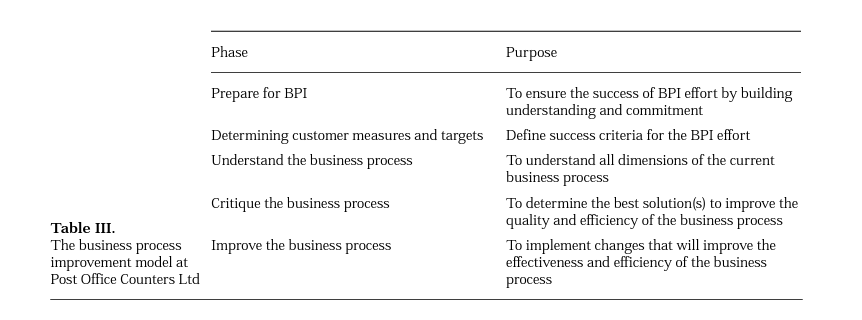 Phase Purpose
Prepare for BPI To ensure the success of BPI effort by building
understanding and commitment
Determining customer measures and targets Define success criteria for the BPI effort
Understand the business process To understand all dimensions of the current
business process
Critique the business process To determine the best solution(s) to improve the
quality and efficiency of the business process
Improve the business process To implement changes that will improve the
effectiveness and efficiency of the business
process
Table III.
The business process
improvement model at
Post Office Counters Ltd